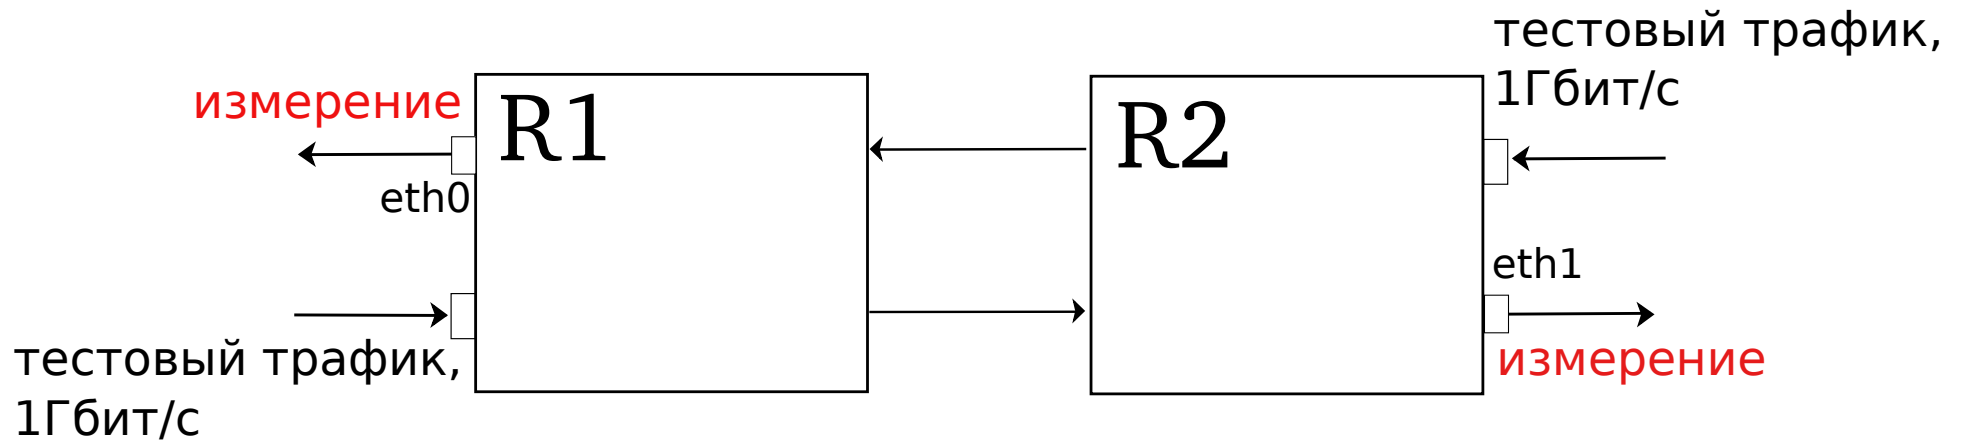 измерение
eth0
тестовый трафик,
1Гбит/с
R1
R2
тестовый трафик,
1Гбит/с
eth1
измерение